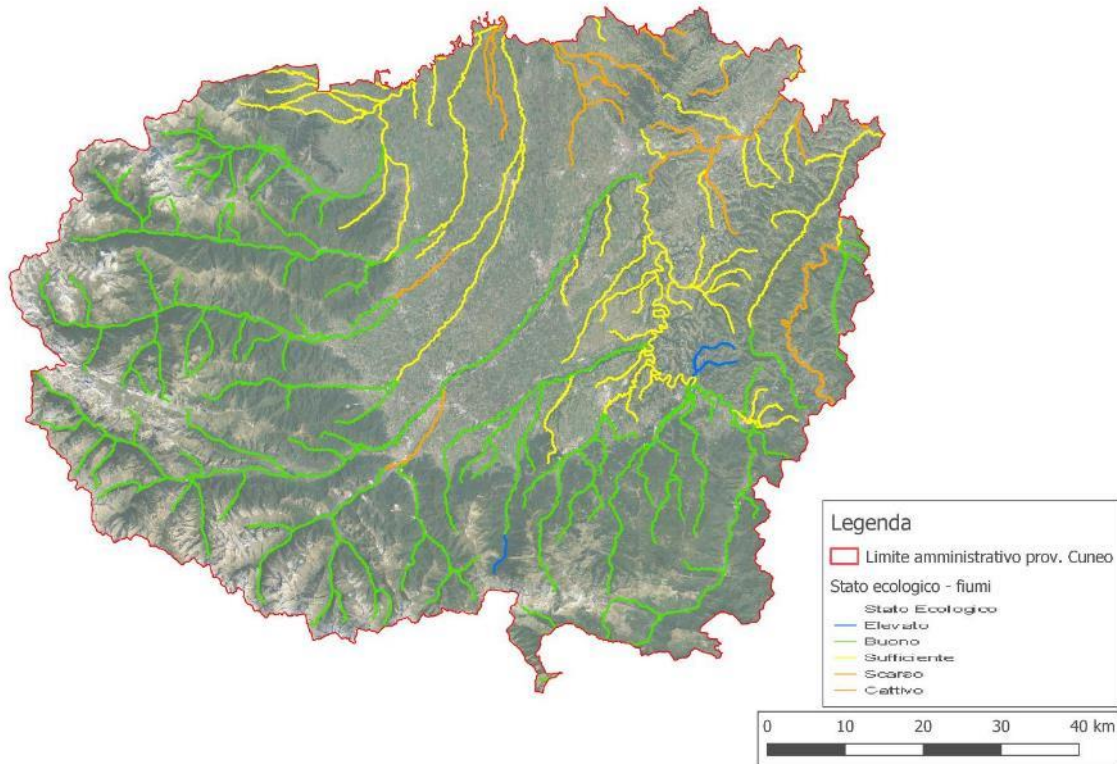 Legenda
Limite amministrativo prov. Cuneo
Stato ecologico - fiumi
Stato Ecologico
Elevato
Buono
Sufficiente
Scarso
Cattivo
0 10 20 30 40 km